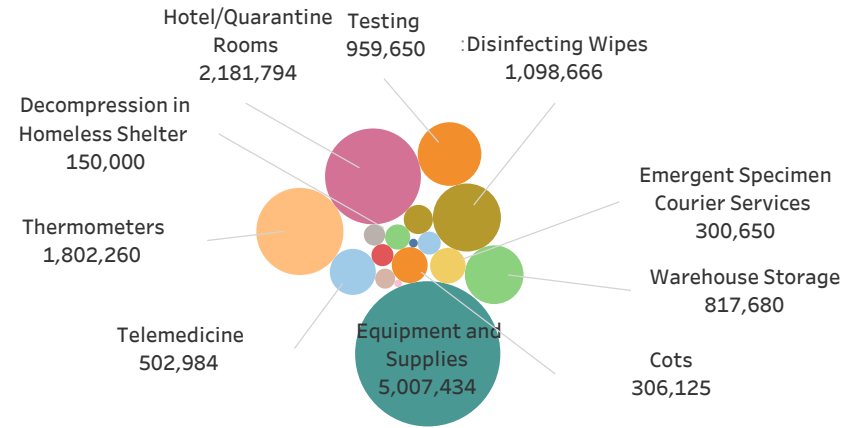 Hotel/Quarantine
Rooms
2,181,794
Testing
959,650
:Disinfecting Wipes
1,098,666
Decompression in
Homeless Shelter
150,000
Emergent Specimen
Courier Services
300,650
Thermometers
1,802,260
Warehouse Storage
817,680
Telemedicine
502,984
Equipment and
Supplies
5,007,434
Cots
306,125